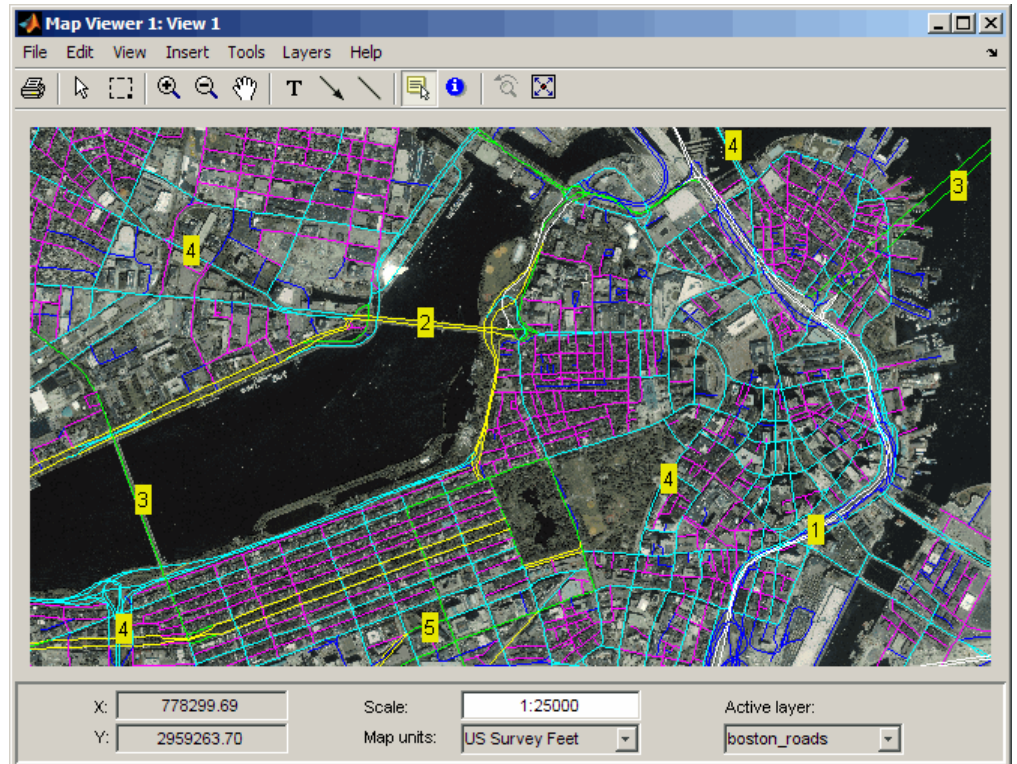 Map Viewer 1: View 1
File Edit View Insert Tools Layers Help
T
4
3
4
2
4
3
1
4
5
X: 778299.69 Scale: 1:25000 Active layer:
Y: 2959263.70 Map units: US Survey Feet boston_roads